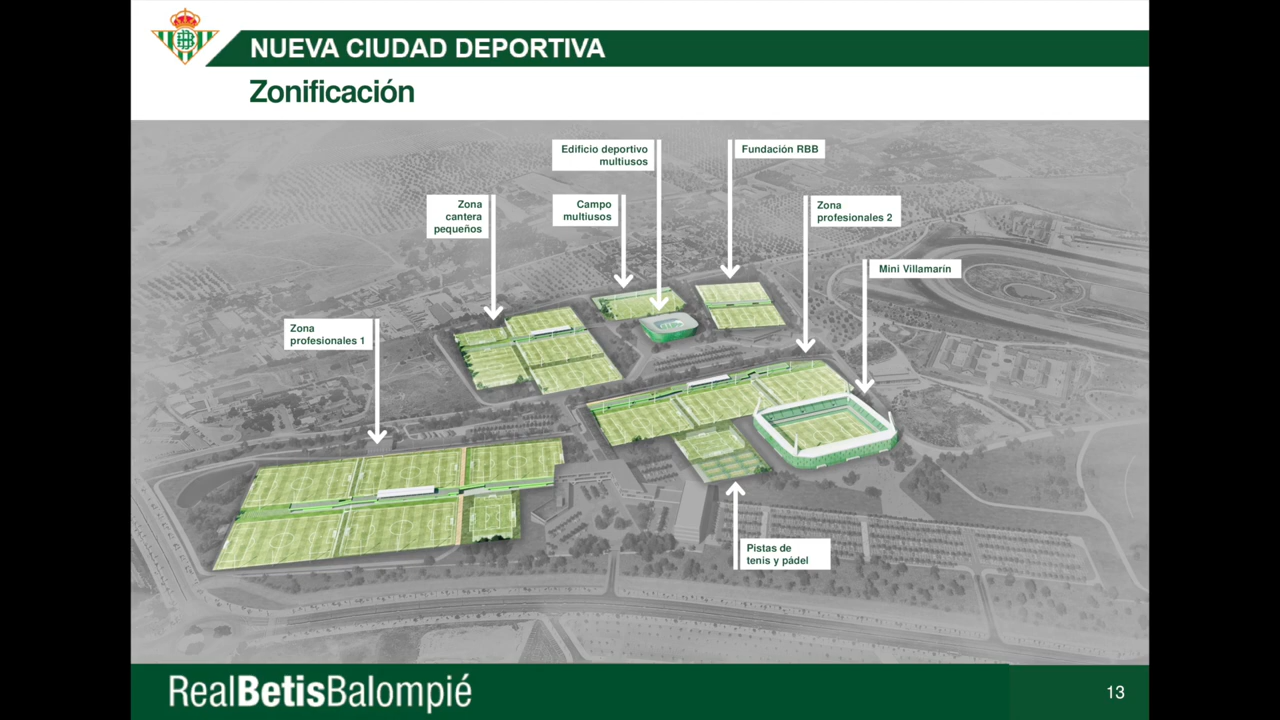 NUEVA CIUDAD DEPORTIVA
Zonificación
Edificio deportivo
multiusos
Fundación RBB
Zona
cantera
pequeños
Campo
multiusos
Zona
profesionales 2
Mini Villamarín
Zona
profesionales 1
Pistas de
tenis y pádel
RealBetisBalompié
13